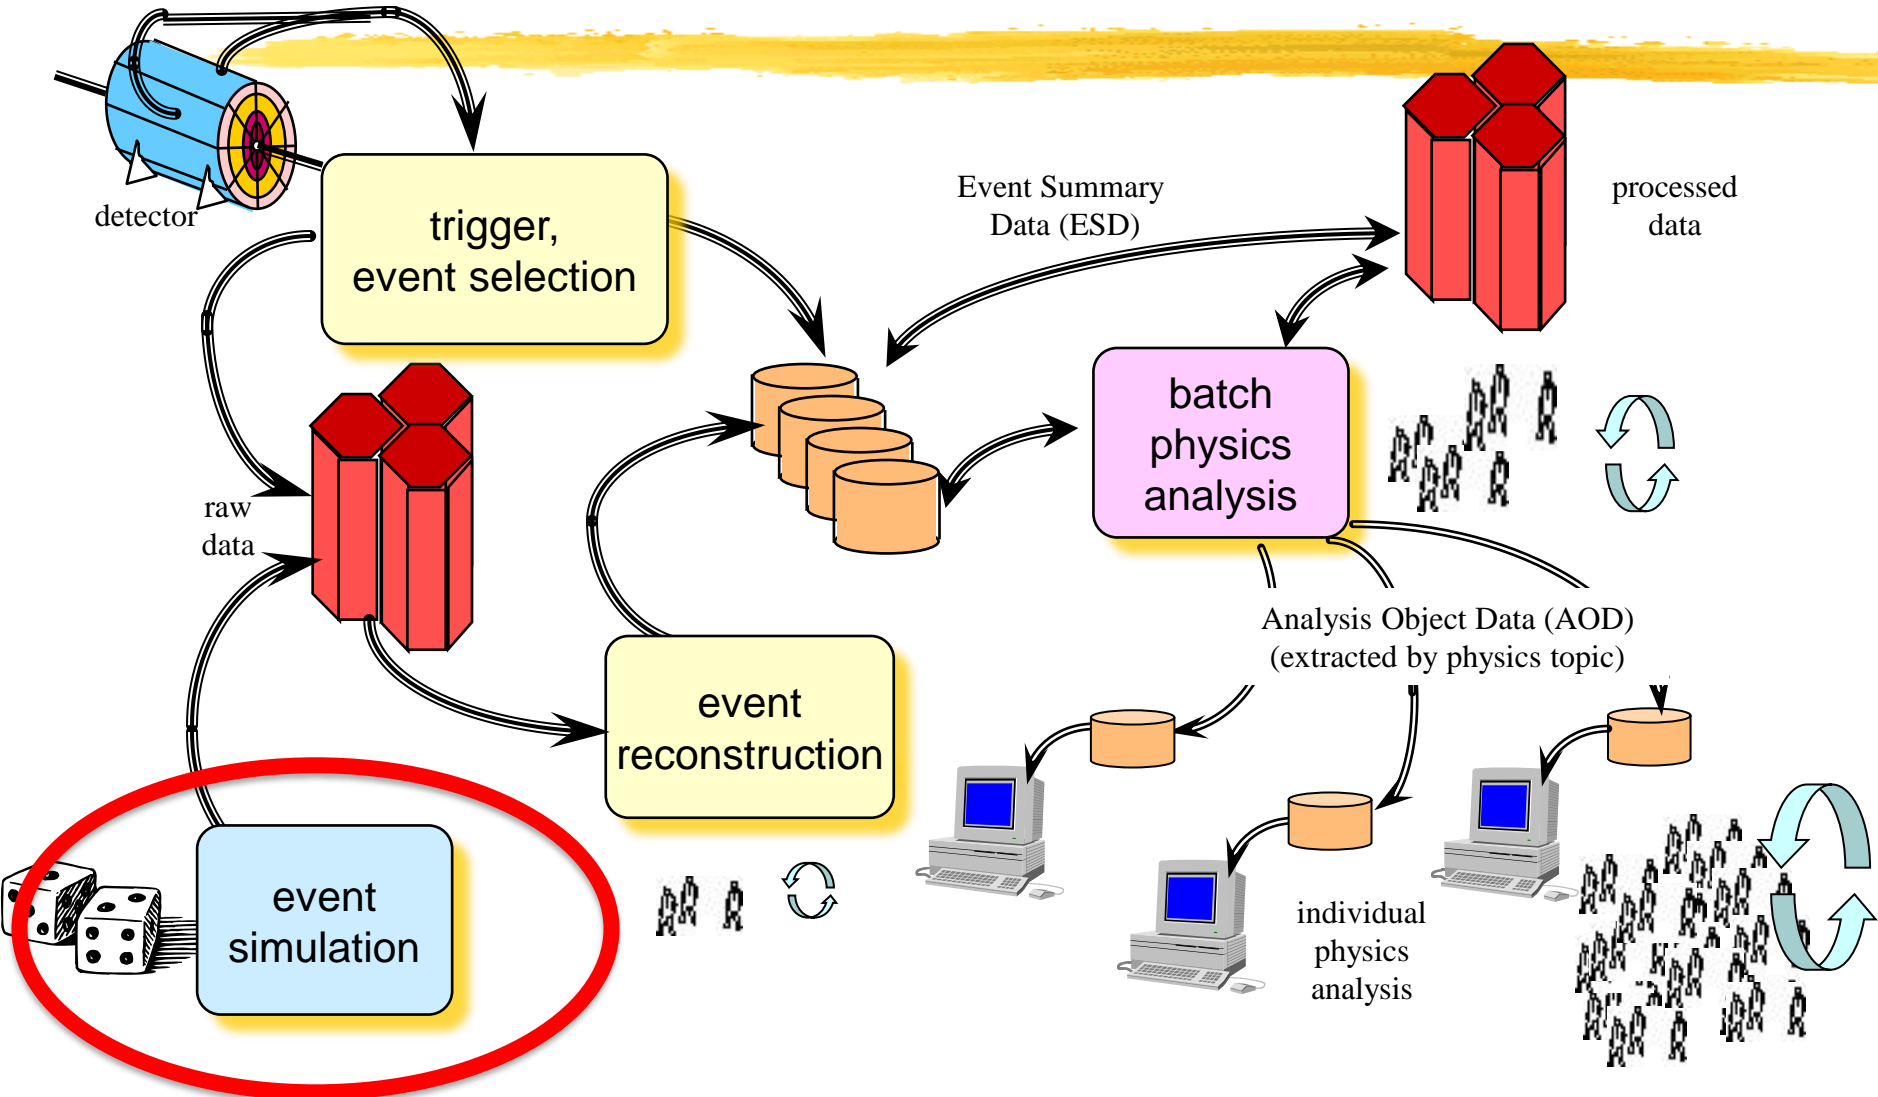 detector
trigger,
event selection
Event Summary
Data (ESD)
processed
data
raw
data
batch
physics
analysis
Analysis Object Data (AOD)
(extracted by physics topic)
event
reconstruction
event
simulation
individual
physics
analysis